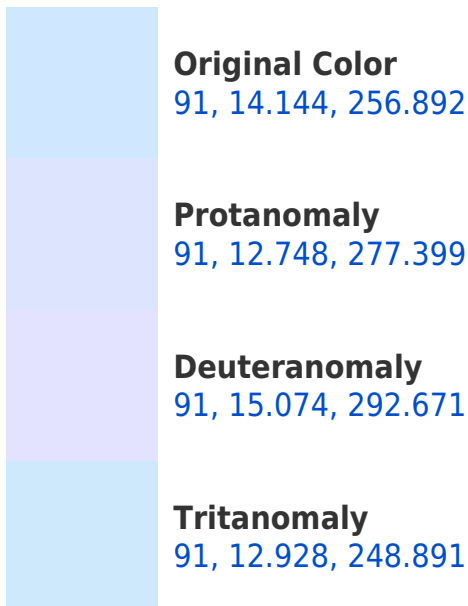 Original Color
91, 14.144, 256.892
Protanomaly
91, 12.748, 277.399
Deuteranomaly
91, 15.074, 292.671
Tritanomaly
91, 12.928, 248.891